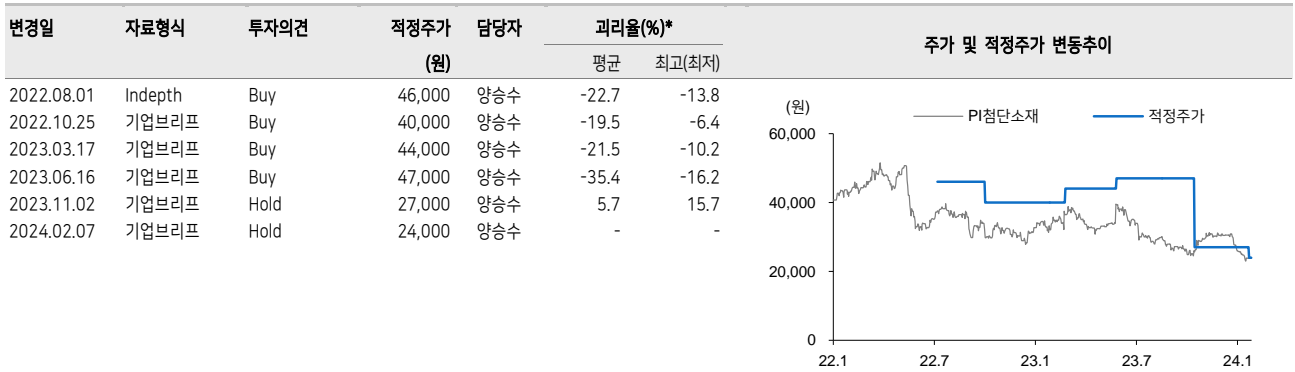 변경일 자료형식 투자의견 적정주가 담당자 괴리율(%)* 주가 및 적정주가 변동추이
(원) 평균 최고(최저)
2022.08.01 Indepth Buy 46,000 양승수 -22.7 -13.8
2022.10.25 기업브리프 Buy 40,000 양승수 -19.5 -6.4
2023.03.17 기업브리프 Buy 44,000 양승수 -21.5 -10.2
2023.06.16 기업브리프 Buy 47,000 양승수 -35.4 -16.2
2023.11.02 기업브리프 Hold 27,000 양승수 5.7 15.7
2024.02.07 기업브리프 Hold 24,000 양승수 - -
(원)
PI첨단소재 적정주가
60,000
40,000
20,000
0
22.1 22.7 23.1 23.7 24.1